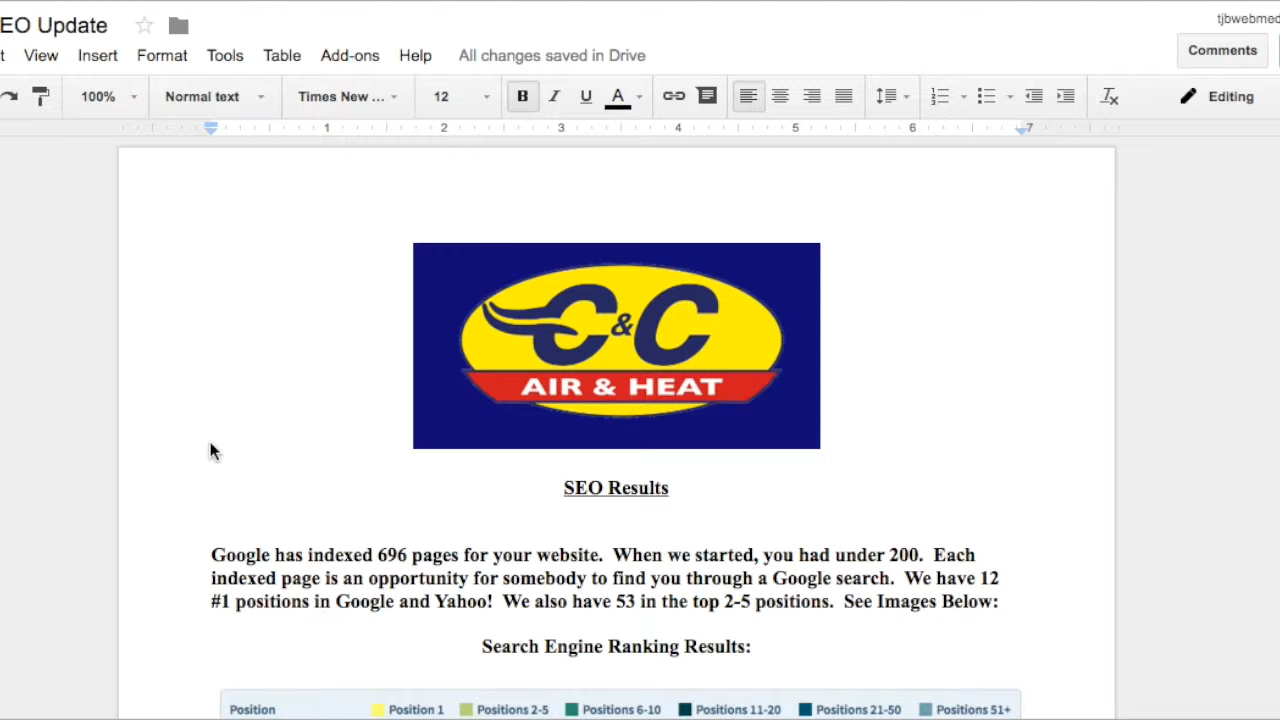 EO Update
tjbwebmed
t View Insert Format Tools Table Add-ons Help All changes saved in Drive
Comments
100% Normal text Times New ... 12 B I U A Editing
1 2 3 4 5 6 7
C&C
AIR & HEAT
SEO Results
Google has indexed 696 pages for your website. When we started, you had under 200. Each
indexed page is an opportunity for somebody to find you through a Google search. We have 12
#1 positions in Google and Yahoo! We also have 53 in the top 2-5 positions. See Images Below:
Search Engine Ranking Results:
Position Position 1 Positions 2-5 Positions 6-10 Positions 11-20 Positions 21-50 Positions 51+